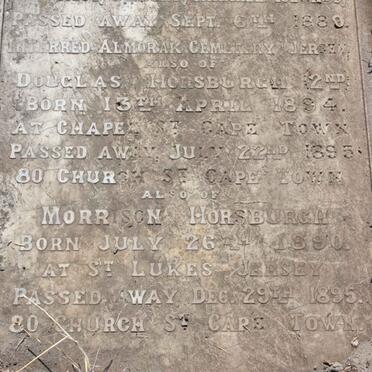 PASSED AWAY SEPT. 6TH 1889.
INTERRED ALMORAK CEMETERY JERSEY
ALSO OF
DOUGLAS HORSBURGH 2ND
BORN 13TH APRIL 1894.
AT CHAPEL ST CAPE TOWN
PASSED AWAY JULY 22ND 1895
80 CHURCH ST CAPE TOWN
ALSO OF
MORRISON HORSBURGH
BORN JULY 26TH 1890.
AT ST LUKES JERSEY
PASSED AWAY DEC. 29TH 1895.
80 CHURCH ST CAPE TOWN.